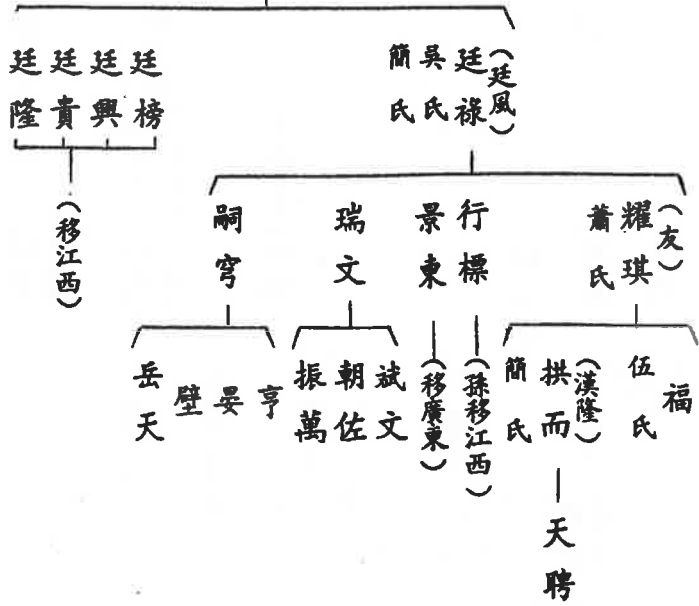 (廷風)
廷祿
吳氏
簡氏
廷榜
廷興
廷貴
廷隆
(移江西)
(友)
耀琪
蕭氏
行標
景東
瑞文
嗣穹
福
伍氏
(漢隆)
拱而
簡氏
(孫移江西)
(移廣東)
斌文
朝佐
振萬
亨
晏
壁
岳天
天聘